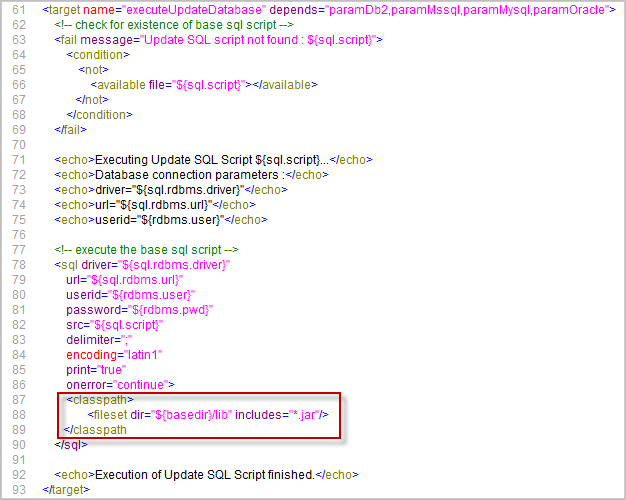 61 <target name="executeUpdateDatabase" depends="paramDb2,paramMssql,paramMysql,paramOracle">
62 <!-- check for existence of base sql script -->
63 <fail message="Update SQL script not found : ${sql.script}">
64 <condition>
65 <not>
66 <available file="${sql.script}"></available>
67 </not>
68 </condition>
69 </fail>
70
71 <echo>Executing Update SQL Script ${sql.script}...</echo>
72 <echo>Database connection parameters :</echo>
73 <echo>driver="${sql.rdbms.driver}"</echo>
74 <echo>url="${sql.rdbms.url}"</echo>
75 <echo>userid="${rdbms.user}"</echo>
76
77 <!-- execute the base sql script -->
78 <sql driver="${sql.rdbms.driver}"
79 url="${sql.rdbms.url}"
80 userid="${rdbms.user}"
81 password="${rdbms.pwd}"
82 src="${sql.script}"
83 delimiter=";"
84 encoding="latin1"
85 print="true"
86 onerror="continue">
87 <classpath>
88 <fileset dir="${basedir}/lib" includes="*.jar"/>
89 </classpath
90 </sql>
91
92 <echo>Execution of Update SQL Script finished.</echo>
93 </target>